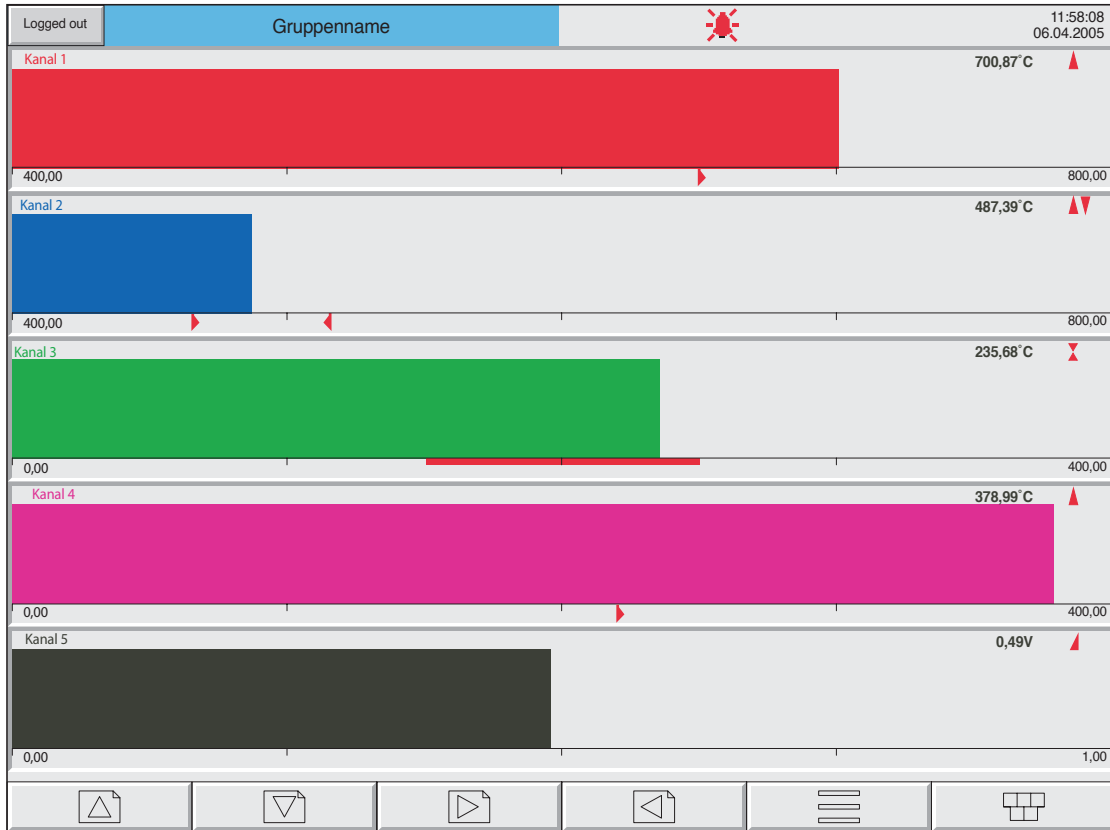 Logged out
Gruppenname
11:58:08
06.04.2005
Kanal 1
700,87°C
400,00
800,00
Kanal 2
487,39°C
400,00
800,00
Kanal 3
235,68°C
0,00
400,00
Kanal 4
378,99°C
0,00
400,00
Kanal 5
0,49V
0,00
1,00